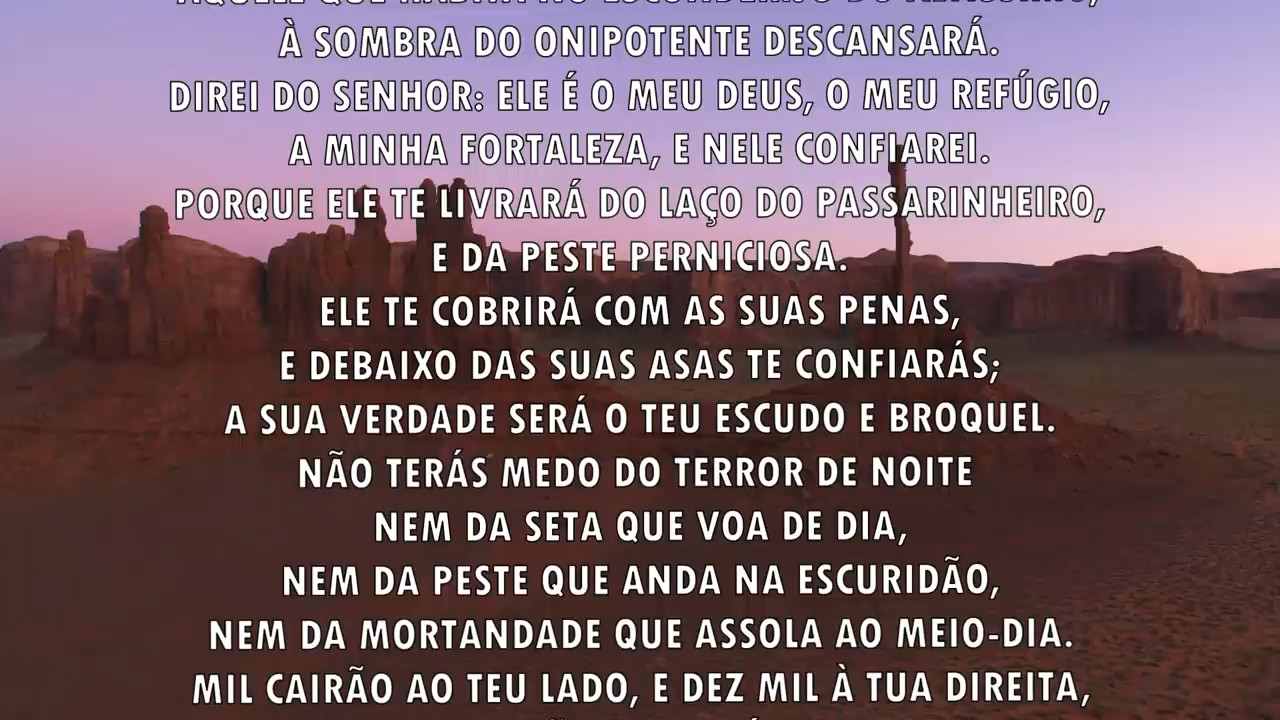 À SOMBRA DO ONIPOTENTE DESCANSARÁ.
DIREI DO SENHOR: ELE É O MEU DEUS, O MEU REFÚGIO,
A MINHA FORTALEZA, E NELE CONFIAREI.
PORQUE ELE TE LIVRARÁ DO LAÇO DO PASSARINHEIRO,
E DA PESTE PERNICIOSA.
ELE TE COBRIRÁ COM AS SUAS PENAS,
E DEBAIXO DAS SUAS ASAS TE CONFIARÁS;
A SUA VERDADE SERÁ O TEU ESCUDO E BROQUEL.
NÃO TERÁS MEDO DO TERROR DE NOITE
NEM DA SETA QUE VOA DE DIA,
NEM DA PESTE QUE ANDA NA ESCURIDÃO,
NEM DA MORTANDADE QUE ASSOLA AO MEIO-DIA.
MIL CAIRÃO AO TEU LADO, E DEZ MIL À TUA DIREITA,